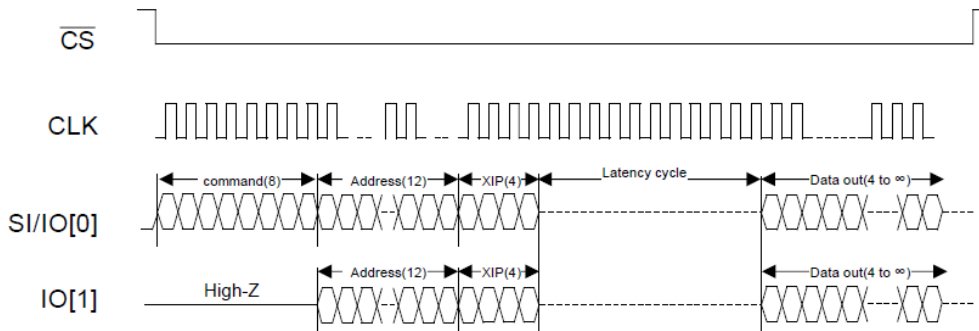 CS
CLK
command(8) Address(12) XIP(4) Latency cycle Data out(4 to ∞)
SI/IO[0]
Address(12) XIP(4) Data out(4 to ∞)
High-Z
IO[1]